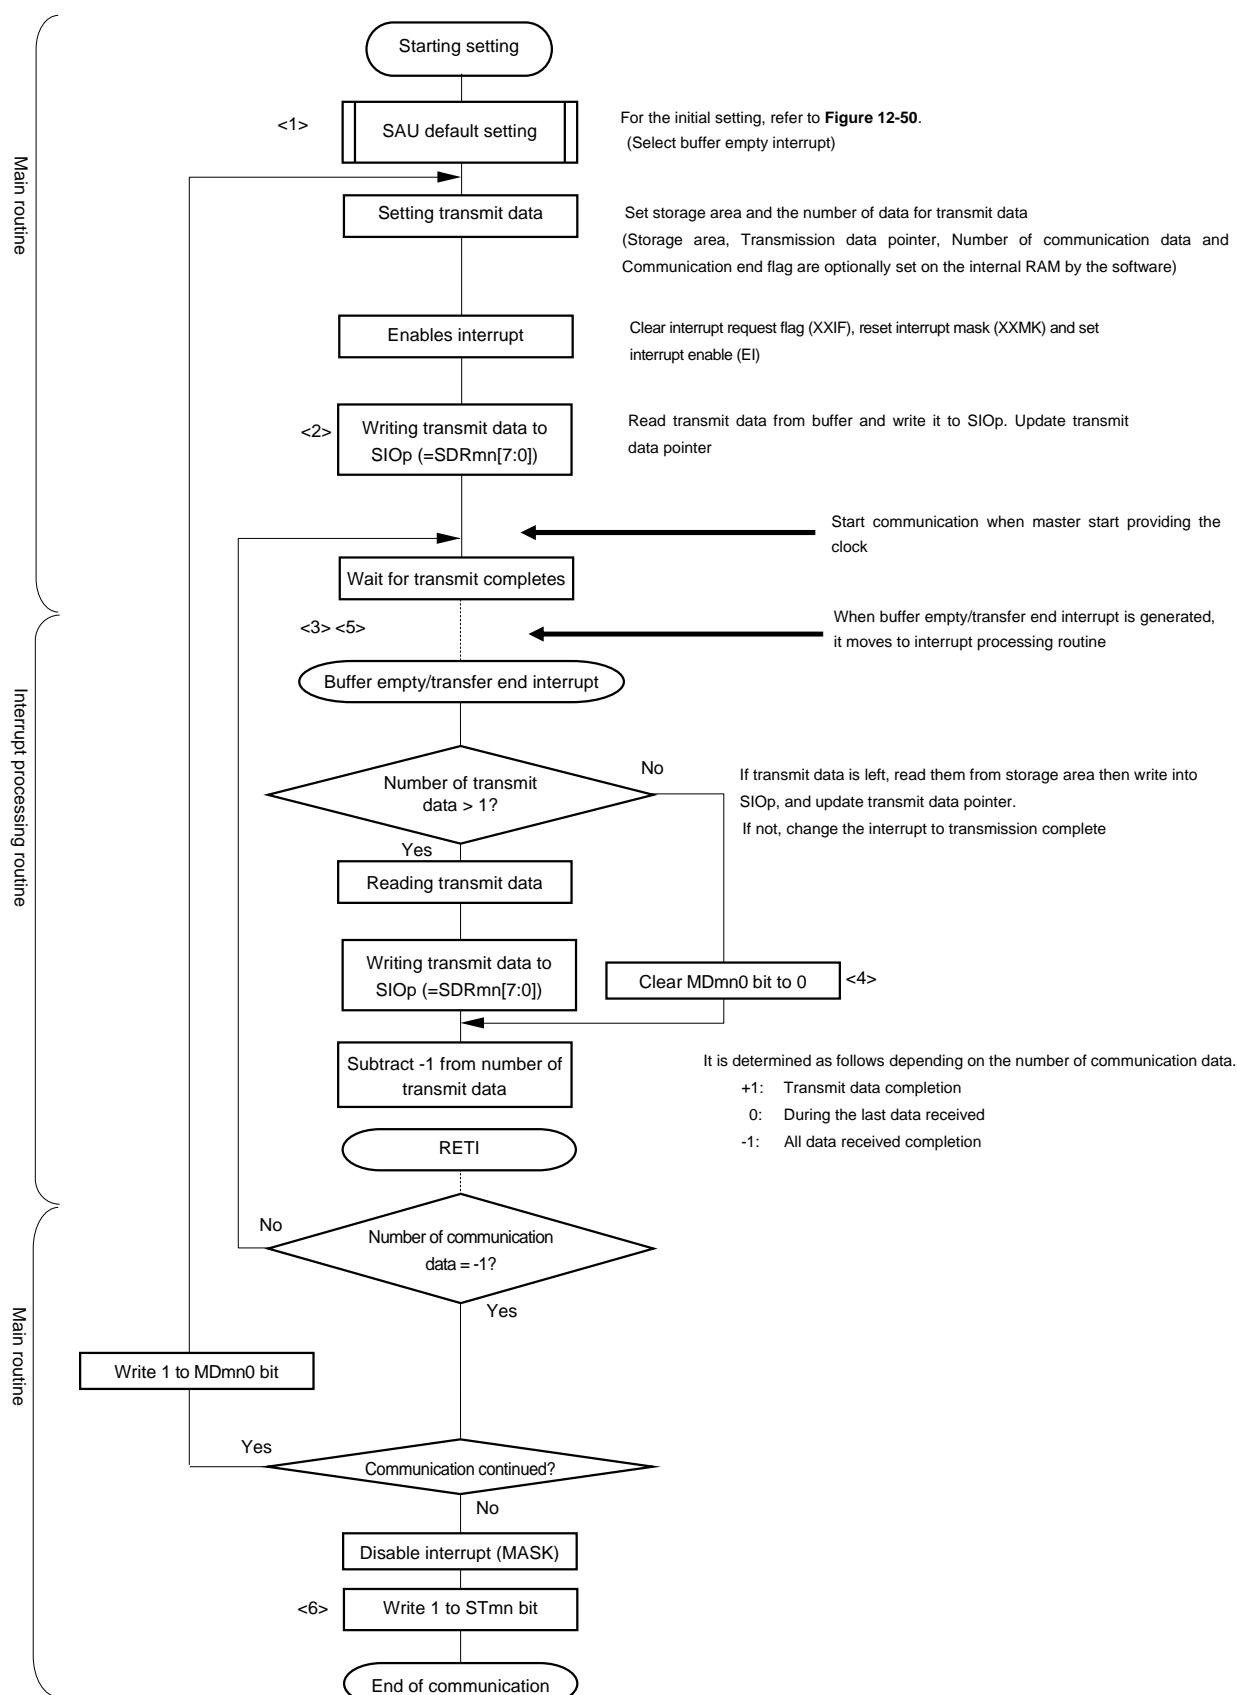 Starting setting
<1>
SAU default setting
For the initial setting, refer to Figure 12-50.
(Select buffer empty interrupt)
Main routine
Setting transmit data
Set storage area and the number of data for transmit data
(Storage area, Transmission data pointer, Number of communication data and
Communication end flag are optionally set on the internal RAM by the software)
Enables interrupt
Clear interrupt request flag (XXIF), reset interrupt mask (XXMK) and set
interrupt enable (EI)
<2>
Writing transmit data to
SIOp (=SDRmn[7:0])
Read transmit data from buffer and write it to SIOp. Update transmit
data pointer
Start communication when master start providing the
clock
Wait for transmit completes
<3> <5>
When buffer empty/transfer end interrupt is generated,
it moves to interrupt processing routine
Buffer empty/transfer end interrupt
Interrupt processing routine
Number of transmit
data > 1?
No
If transmit data is left, read them from storage area then write into
SIOp, and update transmit data pointer.
If not, change the interrupt to transmission complete
Yes
Reading transmit data
Writing transmit data to
SIOp (=SDRmn[7:0])
Clear MDmn0 bit to 0
<4>
Subtract -1 from number of
transmit data
It is determined as follows depending on the number of communication data.
+1: Transmit data completion
0: During the last data received
-1: All data received completion
RETI
No
Number of communication
data = -1?
Yes
Main routine
Write 1 to MDmn0 bit
Yes
Communication continued?
No
Disable interrupt (MASK)
<6>
Write 1 to STmn bit
End of communication